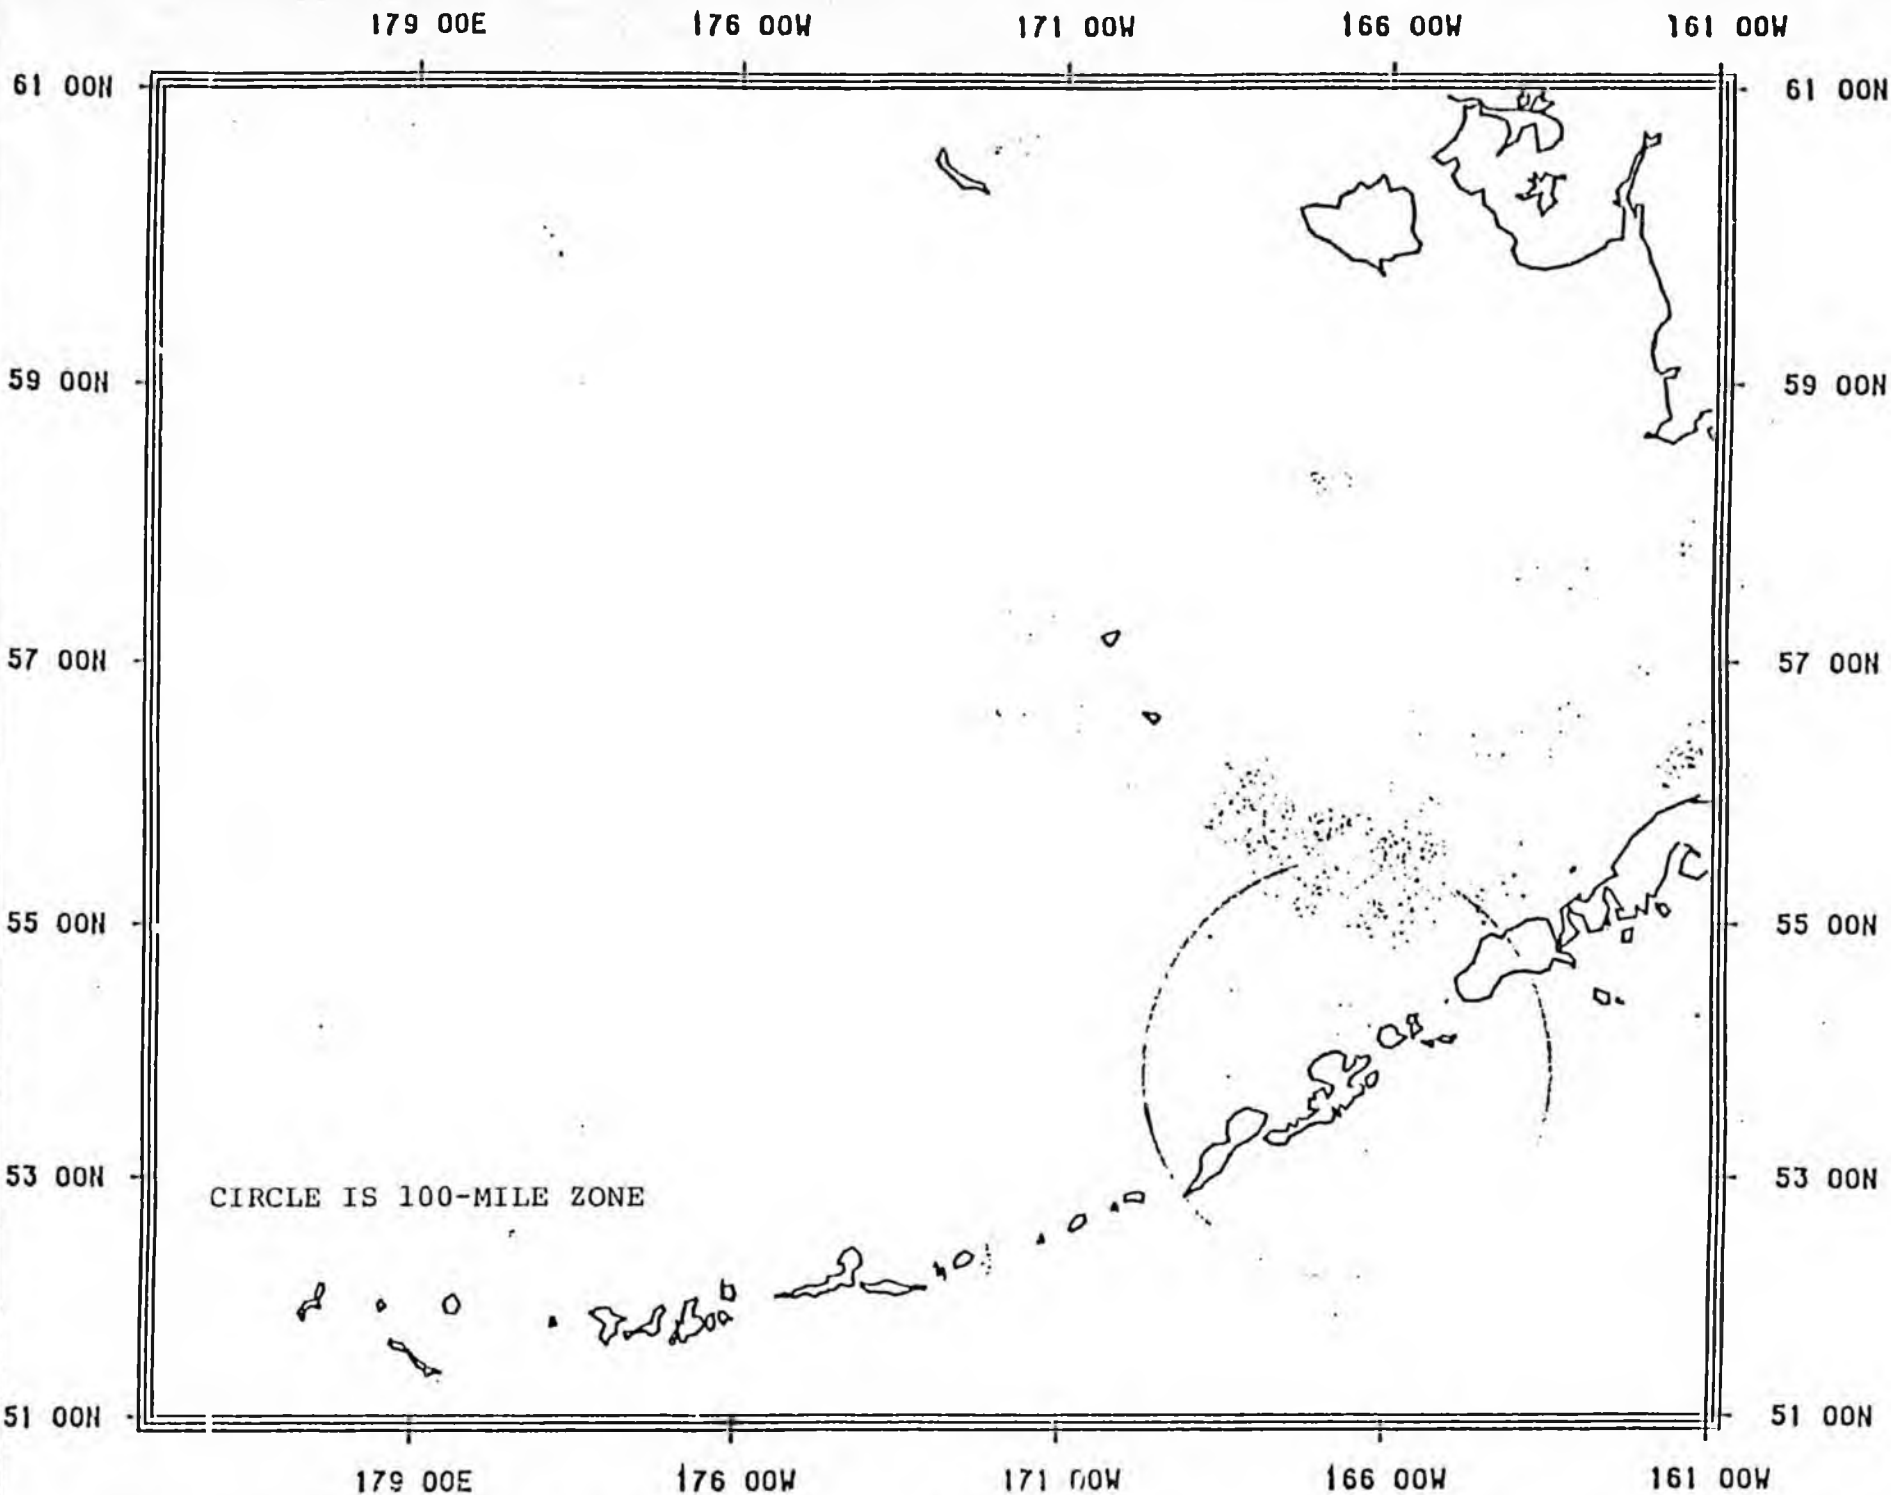 179 00E 176 00W 171 00W 166 00W 161 00W
61 00N 61 00N
59 00N 59 00N
57 00N 57 00N
55 00N 55 00N
53 00N 53 00N
CIRCLE IS 100-MILE ZONE
51 00N 51 00N
179 00E 176 00W 171 00W 166 00W 161 00W